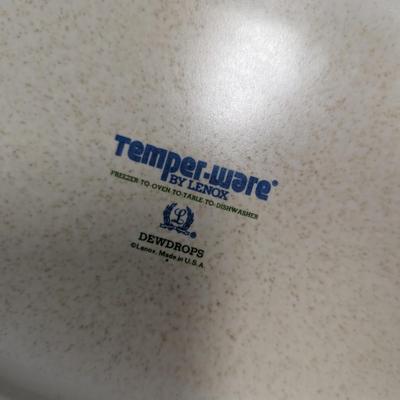 Temper-ware®
BY LENOX
FREEZER-TO-OVEN-TO-TABLE-TO-DISHWASHER
L®
DEWDROPS
©Lenox. Made in U.S.A.